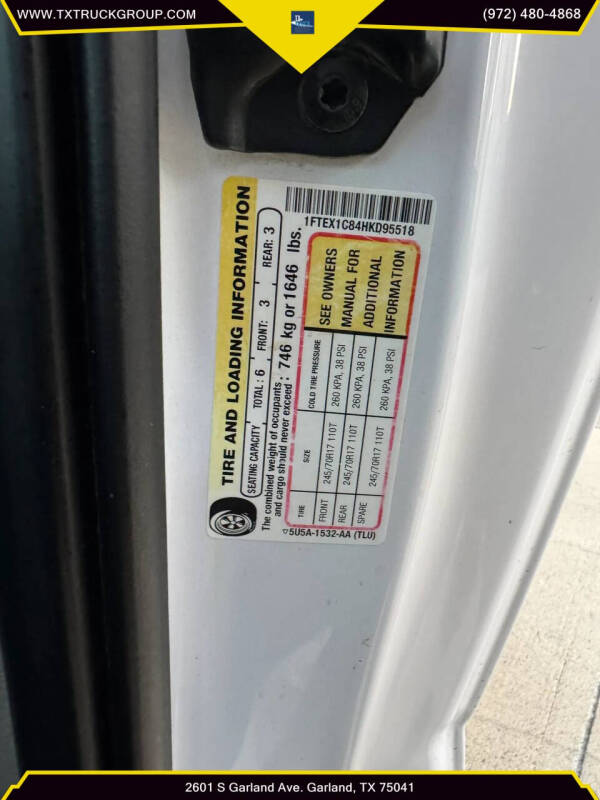 WWW.TXTRUCKGROUP.COM
(972) 480-4868
TIRE AND LOADING INFORMATION
SEATING CAPACITY TOTAL : 6 FRONT: 3 REAR: 3
The combined weight of occupants
and cargo should never exceed : 746 kg or 1646 lbs.
1FTEX1C84HKD95518
TIRE SIZE COLD TIRE PRESSURE
FRONT 245/70R17 110T 260 KPA, 38 PSI
REAR 245/70R17 110T 260 KPA, 38 PSI
SPARE 245/70R17 110T 260 KPA, 38 PSI
SEE OWNERS
MANUAL FOR
ADDITIONAL
INFORMATION
5U5A-1532-AA (TLU)
2601 S Garland Ave. Garland, TX 75041